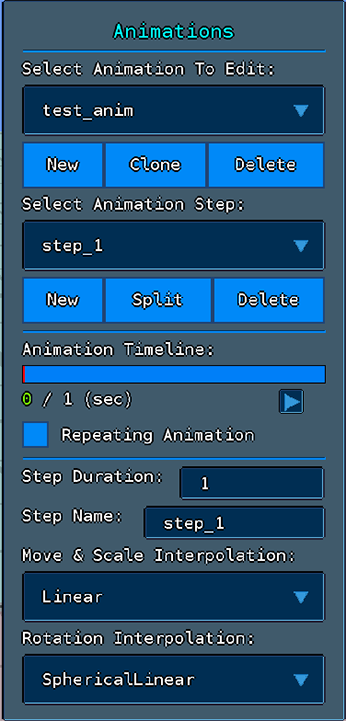 Animations
Select Animation To Edit:
test_anim
New Clone Delete
Select Animation Step:
step_1
New Split Delete
Animation Timeline:
0 / 1 (sec)
Repeating Animation
Step Duration: 1
Step Name: step_1
Move & Scale Interpolation:
Linear
Rotation Interpolation:
SphericalLinear